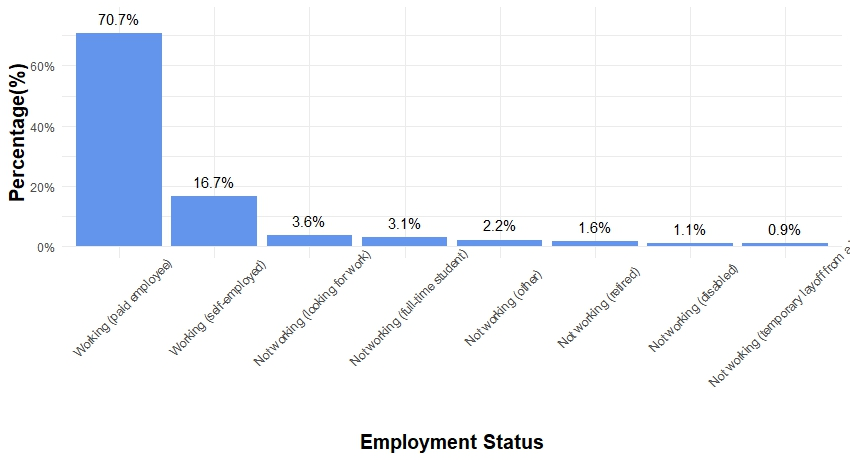 70.7%
16.7%
3.6%
3.1%
2.2%
1.6%
1.1%
0.9%
Percentage(%)
60%
40%
20%
0%
Working (paid employee)
Working (self-employed)
Not working (looking for work)
Not working (full-time student)
Not working (other)
Not working (retired)
Not working (disabled)
Not working (temporary layoff from a
Employment Status